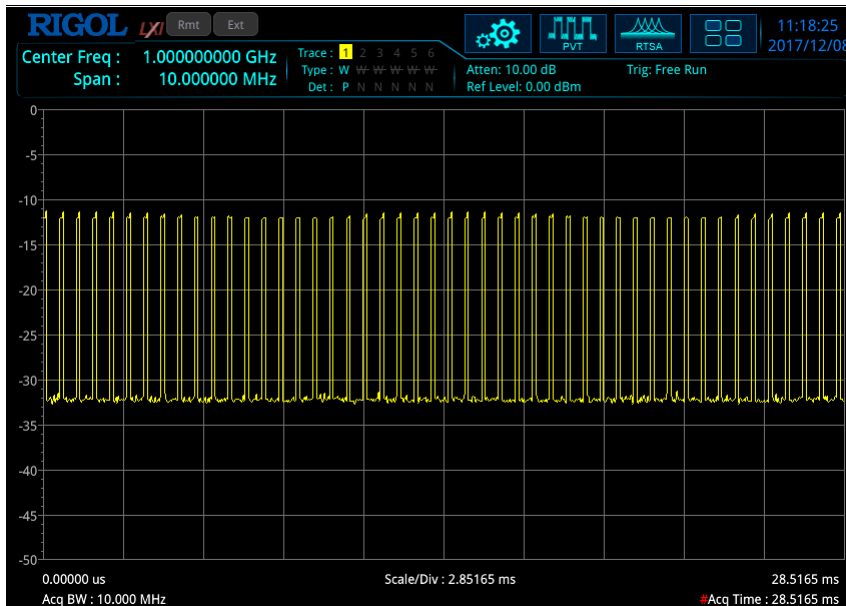 RIGOL LXI Rmt Ext
PVT
RTSA
11:18:25
2017/12/08
Center Freq : 1.000000000 GHz
Span : 10.000000 MHz
Trace : 1 2 3 4 5 6
Type : W W W W W W
Det : P N N N N N
Atten: 10.00 dB
Ref Level: 0.00 dBm
Trig: Free Run
0
-5
-10
-15
-20
-25
-30
-35
-40
-45
-50
0.00000 us
Scale/Div : 2.85165 ms
28.5165 ms
Acq BW : 10.000 MHz
#Acq Time : 28.5165 ms